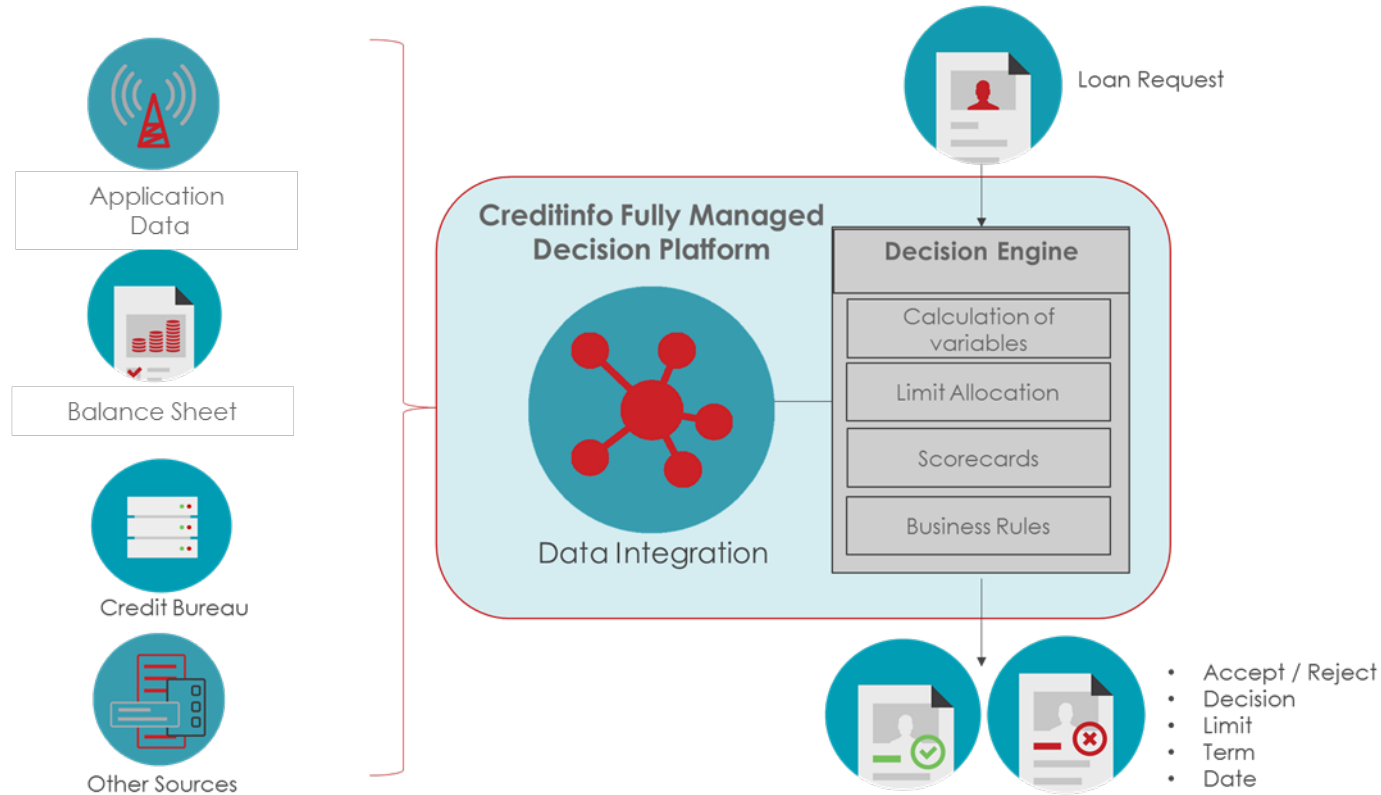 Application
Data
Balance Sheet
Credit Bureau
Other Sources
Creditinfo Fully Managed
Decision Platform
Data Integration
Loan Request
Decision Engine
Calculation of
variables
Limit Allocation
Scorecards
Business Rules
• Accept / Reject
• Decision
• Limit
• Term
• Date